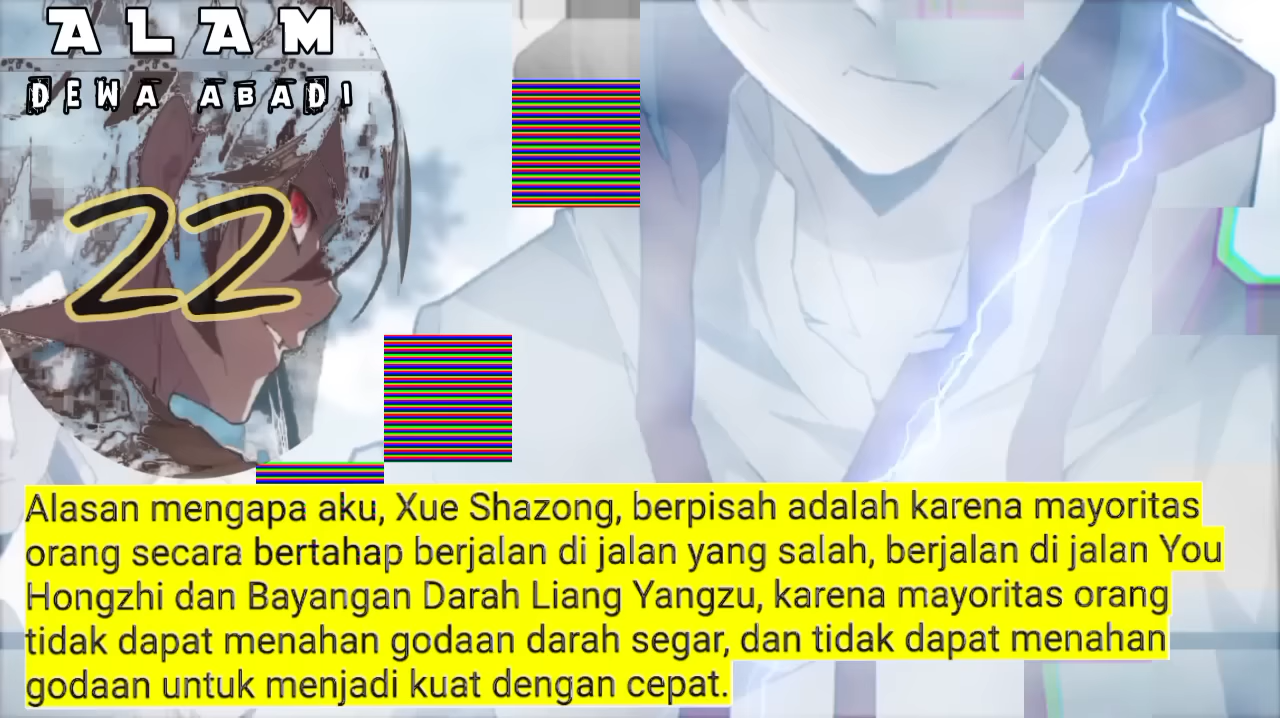 ALAM
DEWA ABADI
22
Alasan mengapa aku, Xue Shazong, berpisah adalah karena mayoritas
orang secara bertahap berjalan di jalan yang salah, berjalan di jalan You
Hongzhi dan Bayangan Darah Liang Yangzu, karena mayoritas orang
tidak dapat menahan godaan darah segar, dan tidak dapat menahan
godaan untuk menjadi kuat dengan cepat.